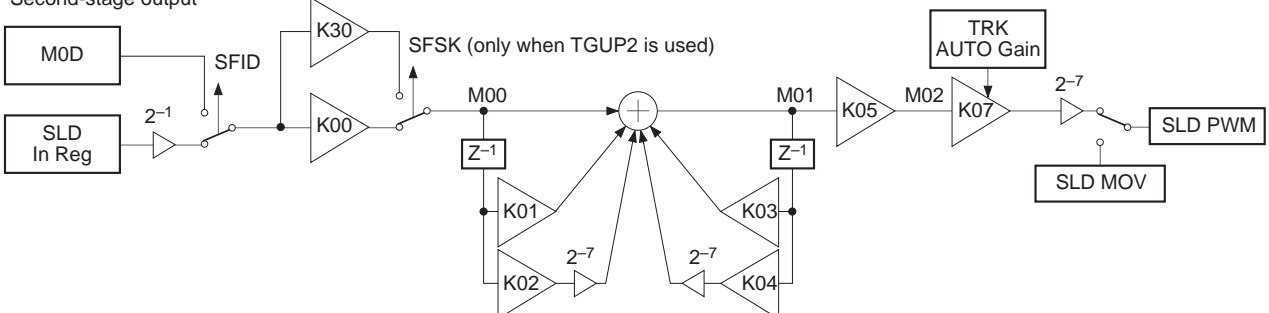 Second-stage output
M0D
SFID
K30
SFSK (only when TGUP2 is used)
TRK
AUTO Gain
SLD
In Reg
2–1
K00
M00
M01
K05
M02
K07
2–7
SLD PWM
SLD MOV
Z–1
Z–1
K01
K03
K02
2–7
2–7
K04